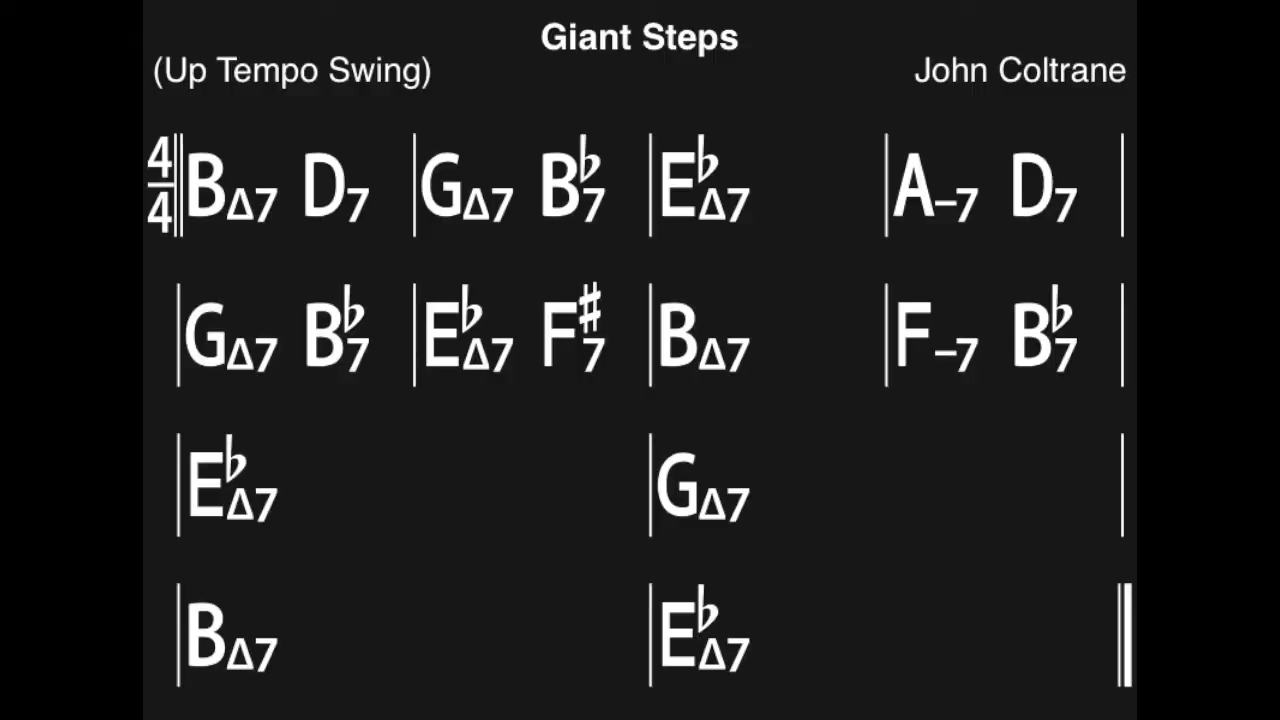 Giant Steps
(Up Tempo Swing) John Coltrane
4/4 BΔ7 D7 GΔ7 B♭7 E♭Δ7 A–7 D7
GΔ7 B♭7 E♭Δ7 F♯7 BΔ7 F–7 B♭7
E♭Δ7 GΔ7
BΔ7 E♭Δ7